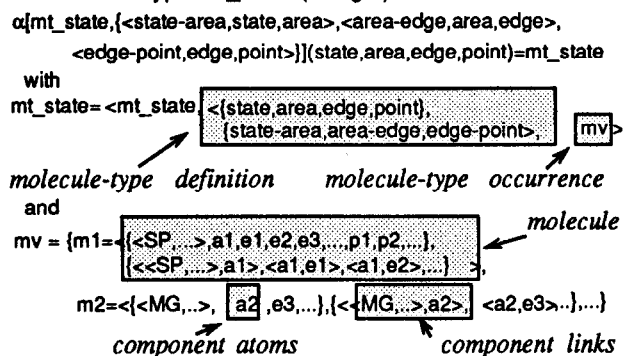 α[mt_state,{<state-area,state,area>,<area-edge,area,edge>,
<edge-point,edge,point>}](state,area,edge,point)=mt_state
with
mt_state= <mt_state, <{state,area,edge,point},
{state-area,area-edge,edge-point>, mv>
molecule-type definition molecule-type occurrence
and
mv = {m1=<{<SP,...>,a1,e1,e2,e3,...,p1,p2,...},
molecule
{<<SP,...>,a1>,<a1,e1>,<a1,e2>,...} >,
m2=<{<MG,..>, a2 ,e3,...},{<<MG,...>,a2>, <a2,e3>..},...}
component atoms component links